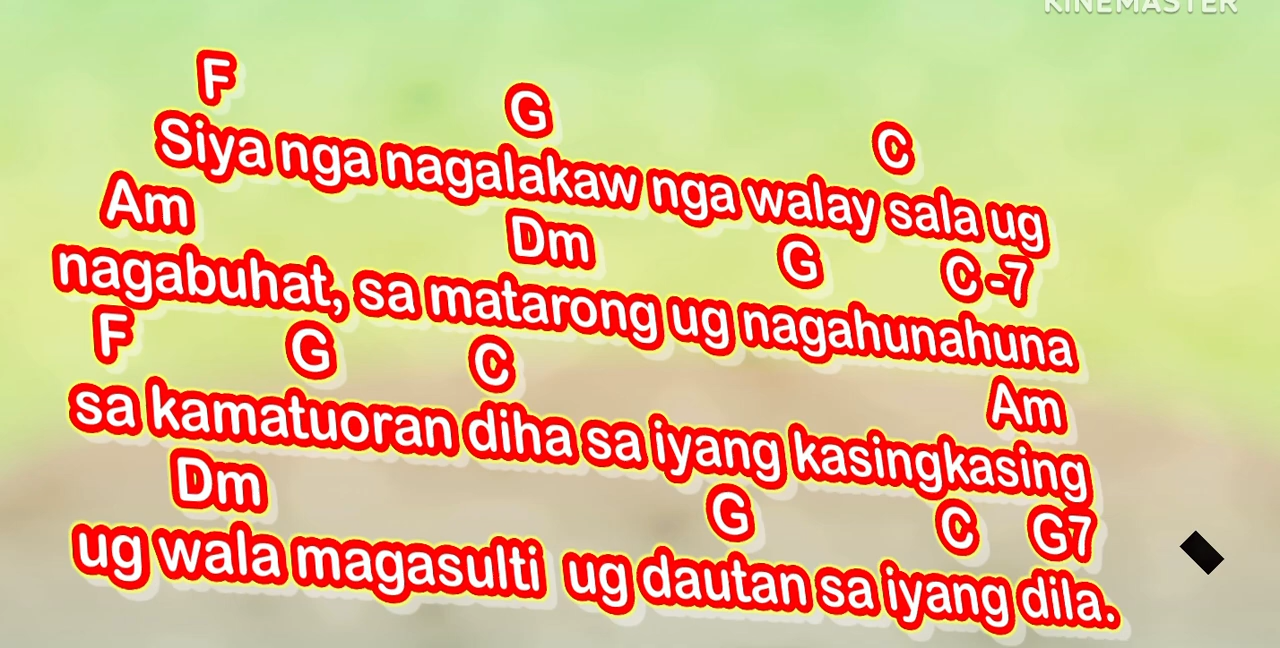 KINEMASTER
F G C
Siya nga nagalakaw nga walay sala ug
Am Dm G C -7
nagabuhat, sa matarong ug nagahunahuna
F G C Am
sa kamatuoran diha sa iyang kasingkasing
Dm G C G7
ug wala magasulti ug dautan sa iyang dila.